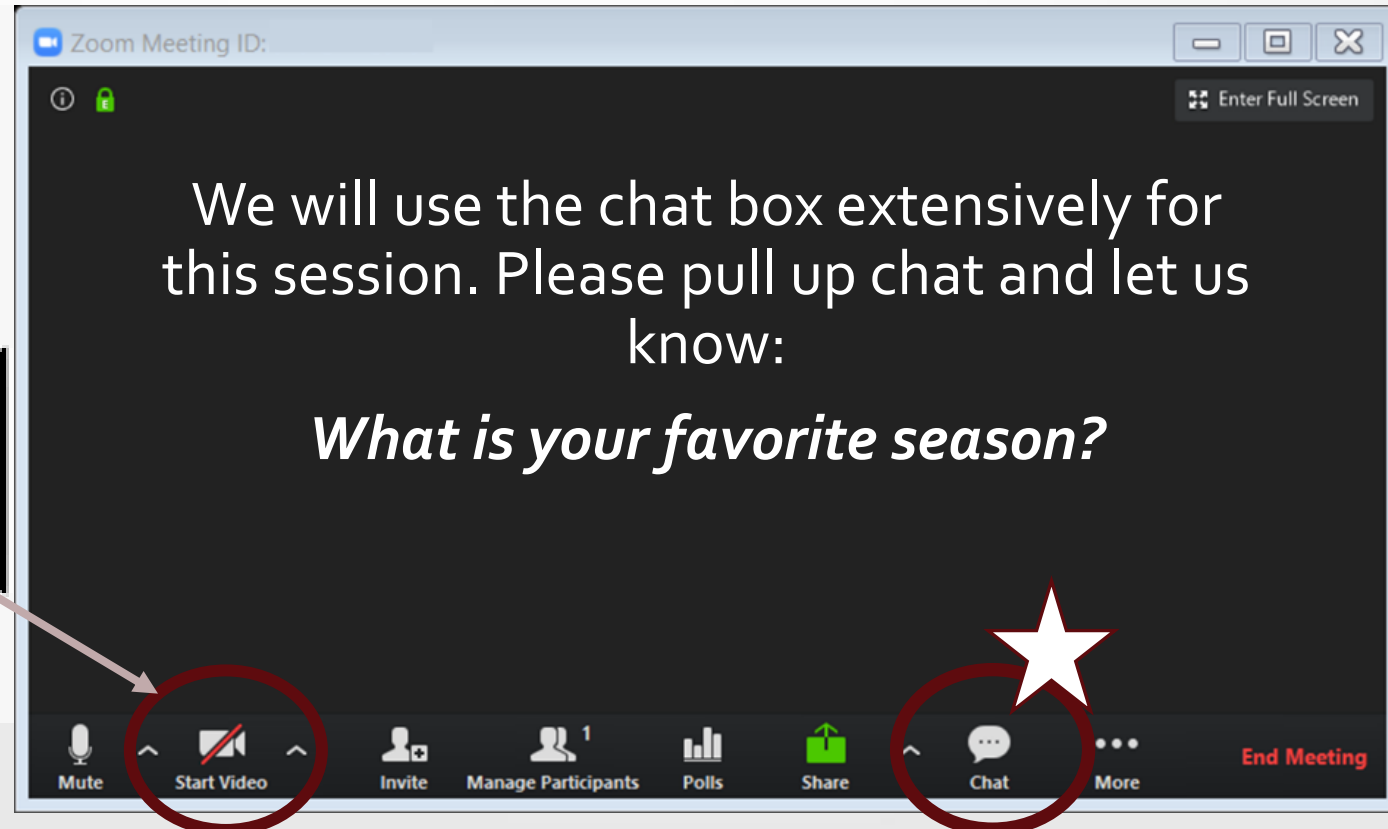 Zoom Meeting ID:
Enter Full Screen
We will use the chat box extensively for
this session. Please pull up chat and let us
know:
What is your favorite season?
1
Mute Start Video Invite Manage Participants Polls Share Chat More End Meeting